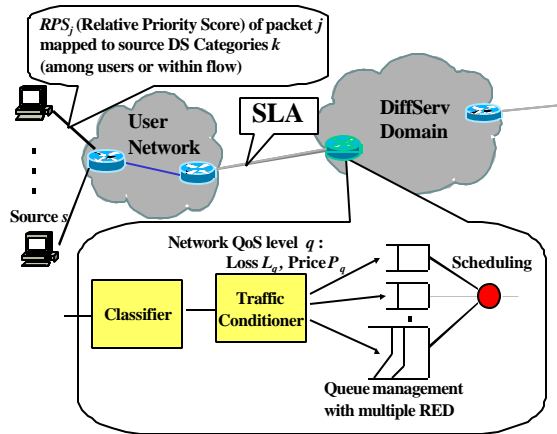 RPSj (Relative Priority Score) of packet j
mapped to source DS Categories k
(among users or within flow)
User
Network
SLA
DiffServ
Domain
Source s
Network QoS level q :
Loss Lq, Price Pq
Scheduling
Classifier
Traffic
Conditioner
Queue management
with multiple RED